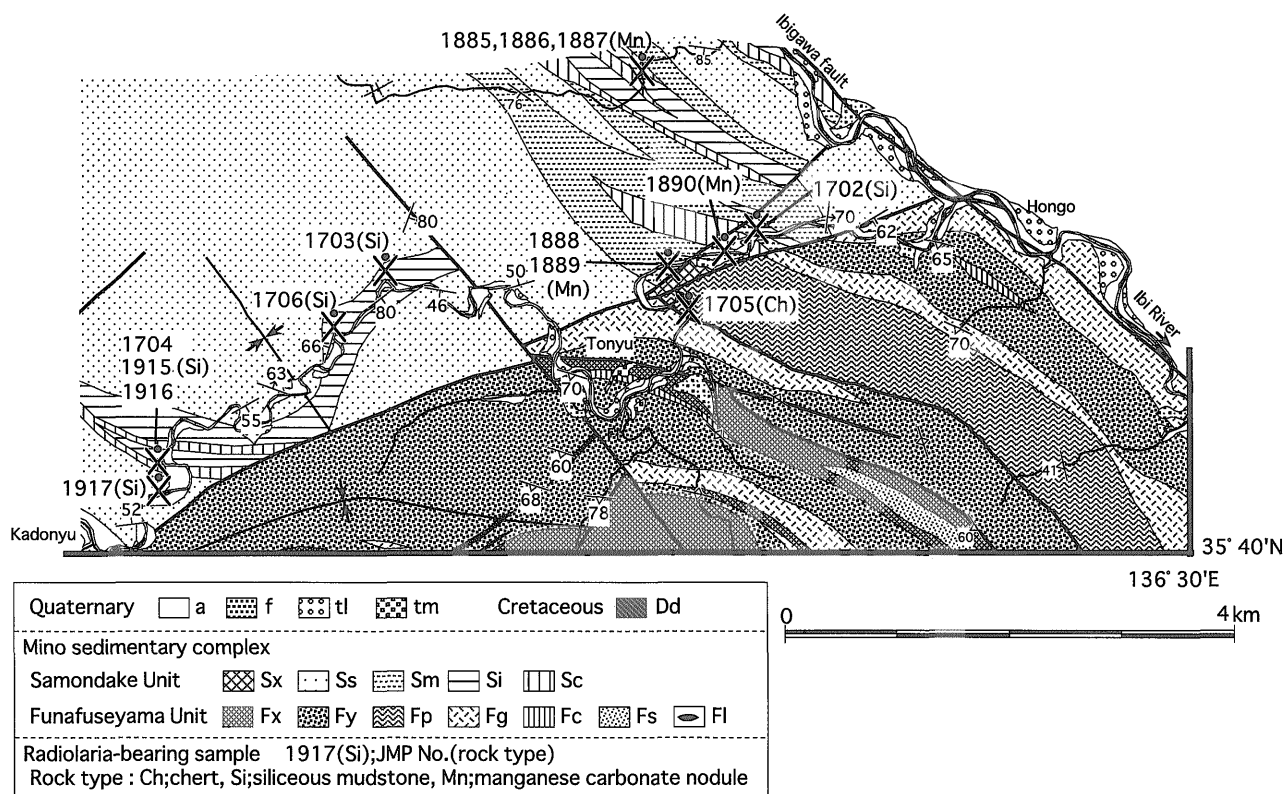 1885,1886,1887(Mn)
85
Ibigawa fault
76
1890(Mn)
1702(Si)
Hongo
80
70
62
1703(Si)
1888
1889
(Mn)
65
50
1706(Si)
80
46
1705(Ch)
Ibi River
66
Tonyu
70
1704
1915 (Si)
1916
63
70
55
60
41
1917(Si)
68
52
78
Kadonyu
60
35° 40'N
136° 30'E
Quaternary a f tl tm Cretaceous Dd
0 4 km
Mino sedimentary complex
Samondake Unit Sx Ss Sm Si Sc
Funafuseyama Unit Fx Fy Fp Fg Fc Fs Fl
Radiolaria-bearing sample 1917(Si);JMP No.(rock type)
Rock type : Ch;chert, Si;siliceous mudstone, Mn;manganese carbonate nodule